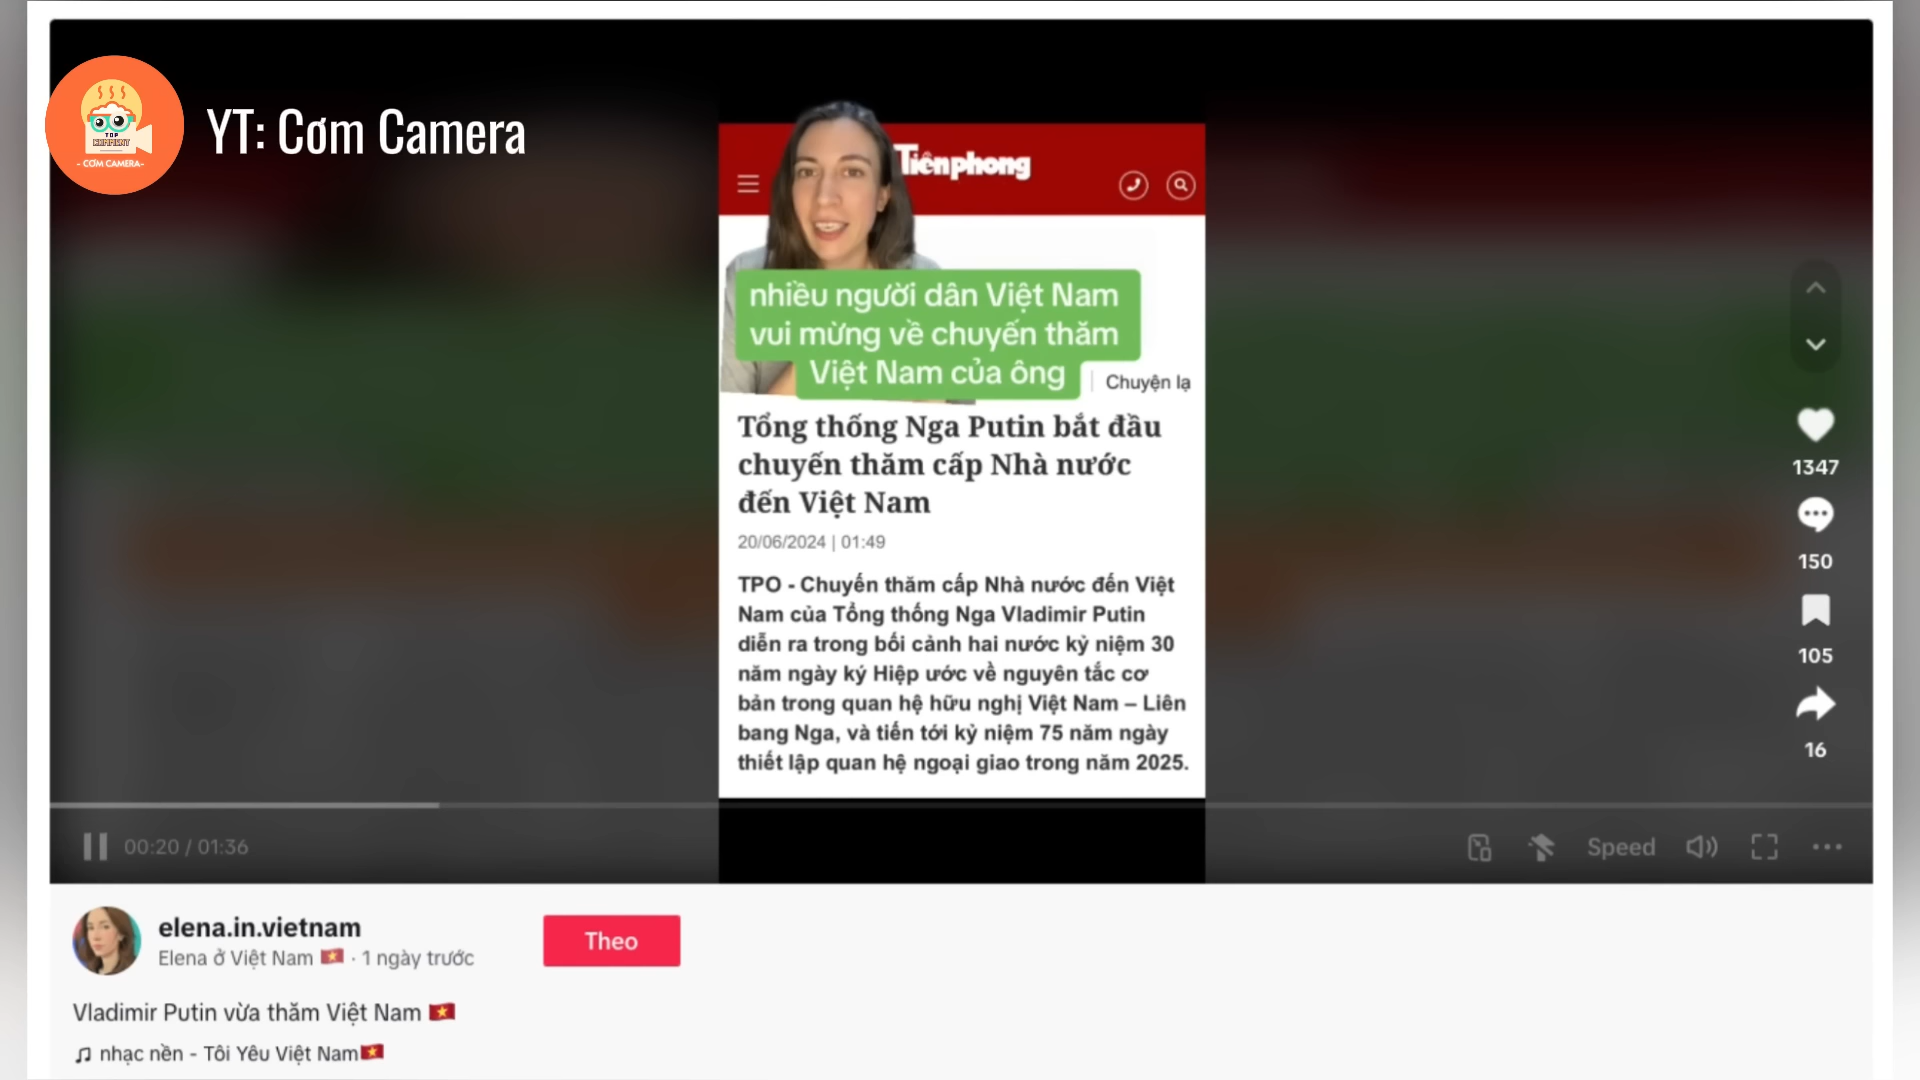 YT: Cơm Camera
TOP
COMMENT
- CƠM CAMERA-
Tiênphong
nhiều người dân Việt Nam
vui mừng về chuyến thăm
Việt Nam của ông
Chuyện lạ
Tổng thống Nga Putin bắt đầu
chuyến thăm cấp Nhà nước
đến Việt Nam
20/06/2024 | 01:49
TPO - Chuyến thăm cấp Nhà nước đến Việt
Nam của Tổng thống Nga Vladimir Putin
diễn ra trong bối cảnh hai nước kỷ niệm 30
năm ngày ký Hiệp ước về nguyên tắc cơ
bản trong quan hệ hữu nghị Việt Nam – Liên
bang Nga, và tiến tới kỷ niệm 75 năm ngày
thiết lập quan hệ ngoại giao trong năm 2025.
1347
150
105
16
00:20 / 01:36
Speed
elena.in.vietnam
Elena ở Việt Nam 🇻🇳 · 1 ngày trước
Theo
Vladimir Putin vừa thăm Việt Nam 🇻🇳
♫ nhạc nền - Tôi Yêu Việt Nam🇻🇳